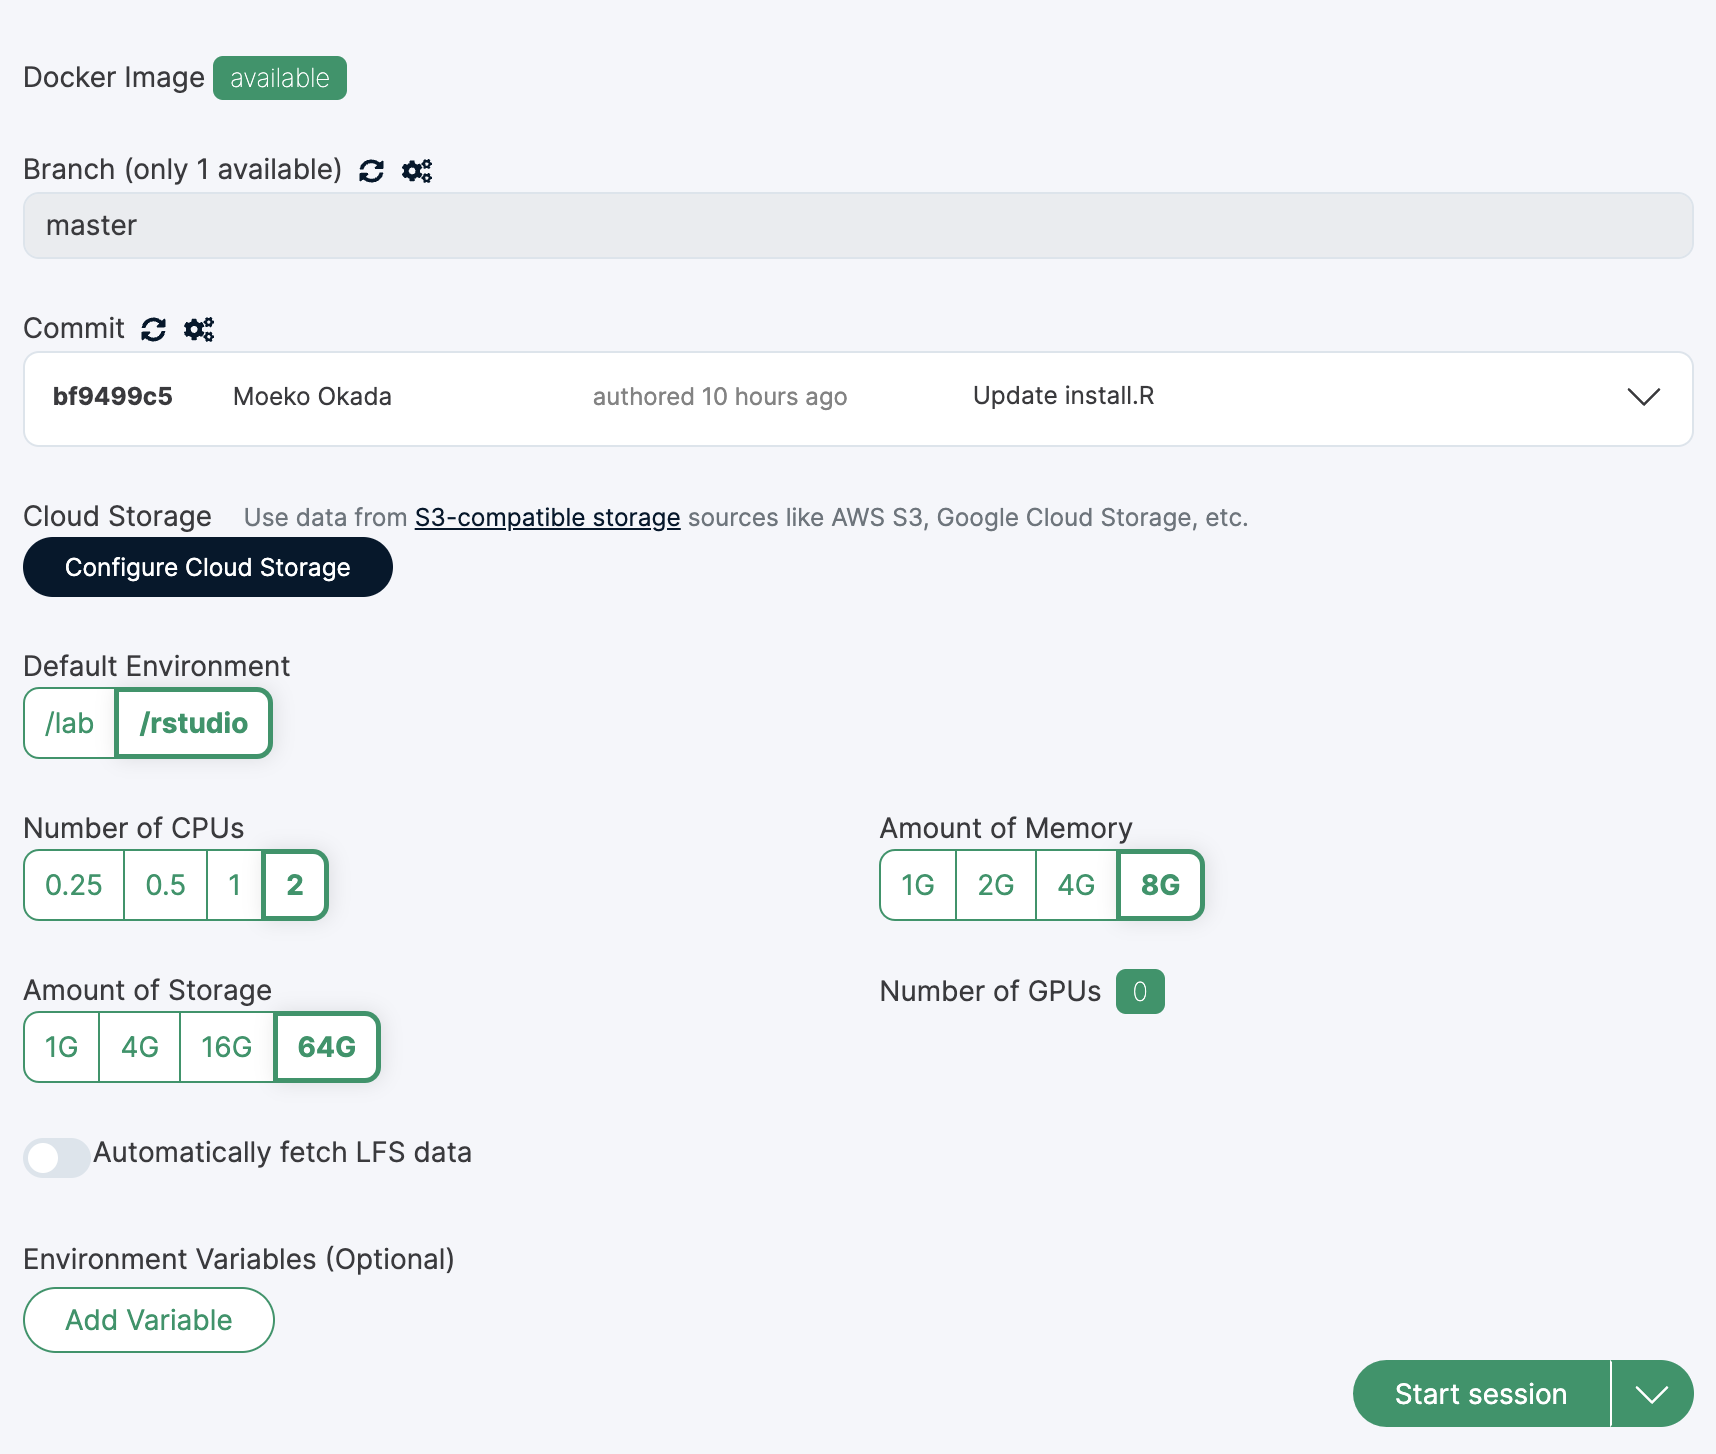 Docker Image available
Branch (only 1 available)
master
Commit
bf9499c5 Moeko Okada authored 10 hours ago Update install.R
Cloud Storage Use data from S3-compatible storage sources like AWS S3, Google Cloud Storage, etc.
Configure Cloud Storage
Default Environment
/lab /rstudio
Number of CPUs
0.25 0.5 1 2
Amount of Memory
1G 2G 4G 8G
Amount of Storage
1G 4G 16G 64G
Number of GPUs 0
Automatically fetch LFS data
Environment Variables (Optional)
Add Variable
Start session